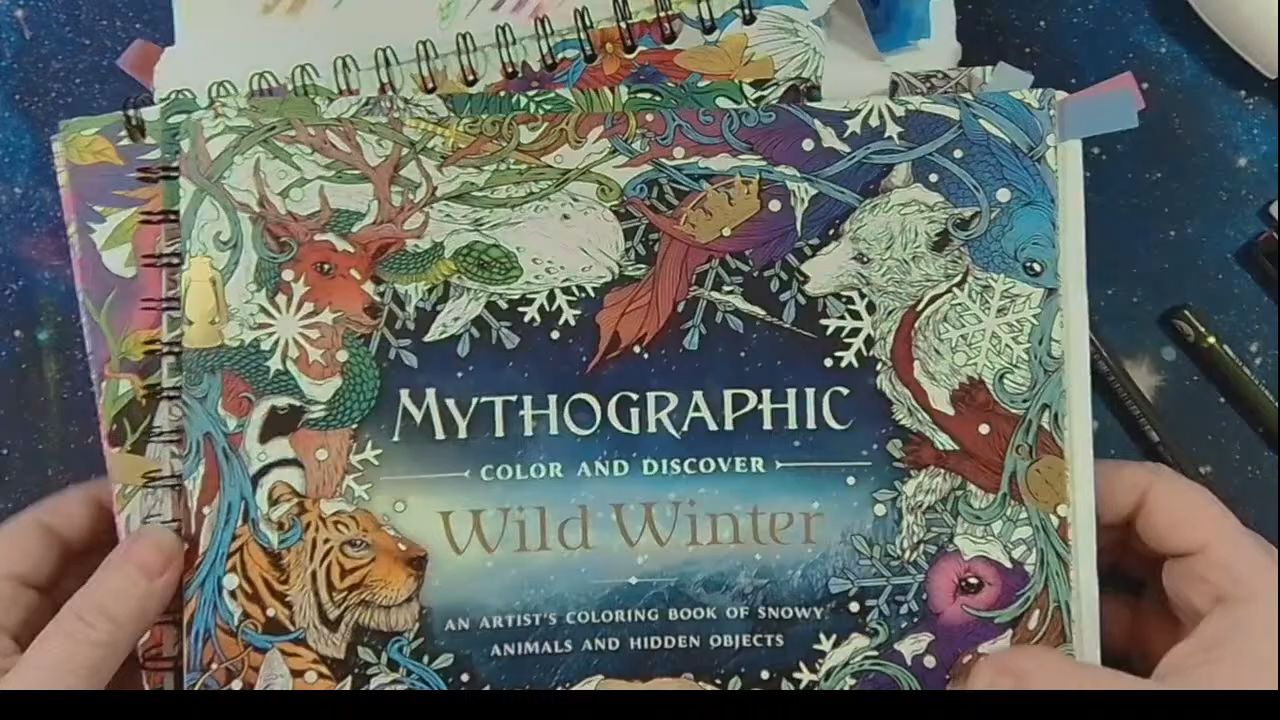 MYTHOGRAPHIC
COLOR AND DISCOVER
Wild Winter
AN ARTIST'S COLORING BOOK OF SNOWY
ANIMALS AND HIDDEN OBJECTS